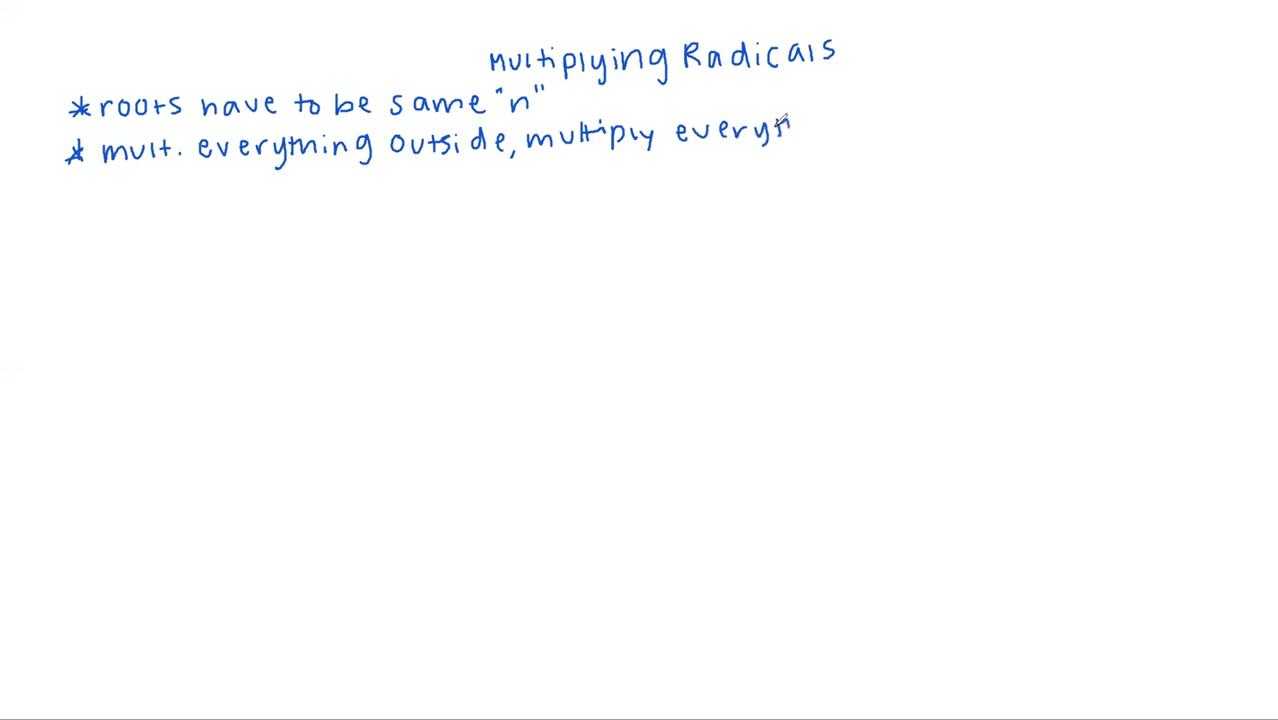 Multiplying Radicals
* roots have to be same "n"
* mult. everything outside, multiply